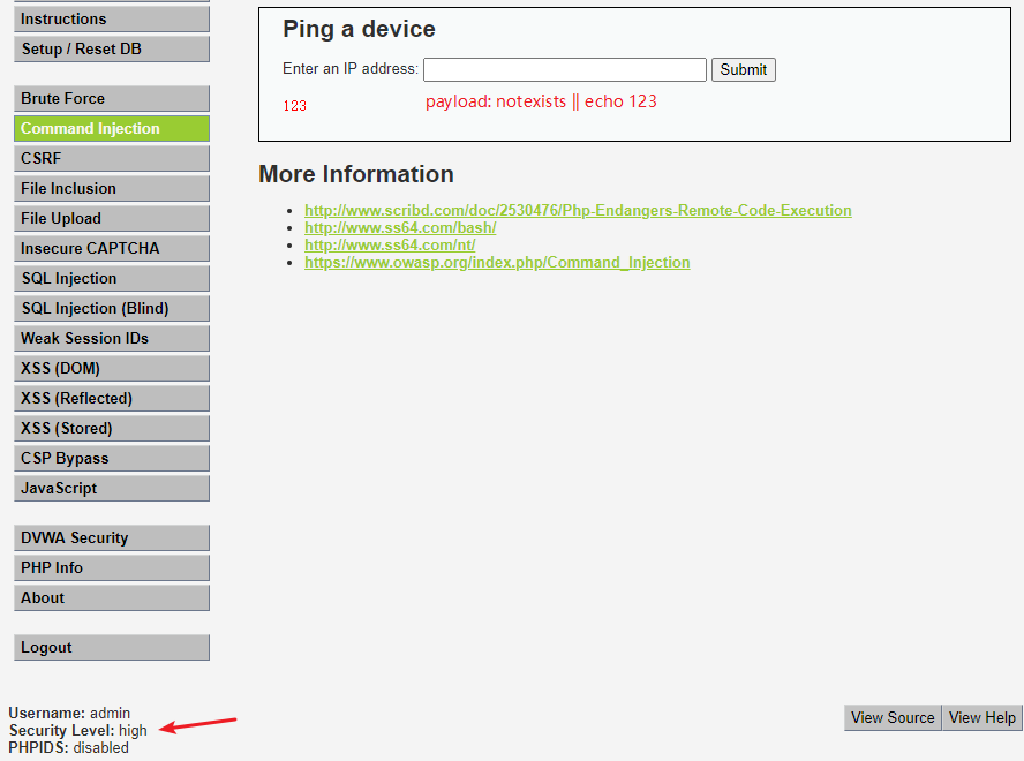 Instructions
Setup / Reset DB
Brute Force
Command Injection
CSRF
File Inclusion
File Upload
Insecure CAPTCHA
SQL Injection
SQL Injection (Blind)
Weak Session IDs
XSS (DOM)
XSS (Reflected)
XSS (Stored)
CSP Bypass
JavaScript
DVWA Security
PHP Info
About
Logout
Ping a device
Enter an IP address: Submit
123 payload: notexists || echo 123
More Information
http://www.scribd.com/doc/2530476/Php-Endangers-Remote-Code-Execution
http://www.ss64.com/bash/
http://www.ss64.com/nt/
https://www.owasp.org/index.php/Command_Injection
Username: admin
Security Level: high
PHPIDS: disabled
View Source View Help